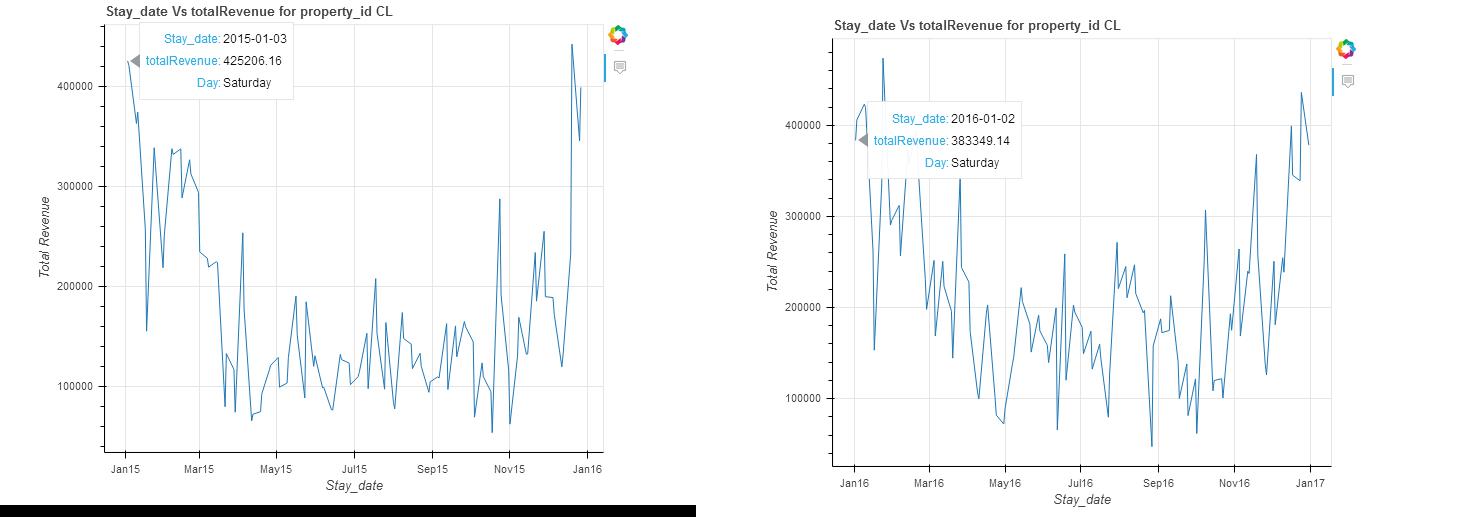 Stay_date Vs totalRevenue for property_id CL
Stay_date: 2015-01-03
totalRevenue: 425206.16
Day: Saturday
400000
300000
200000
100000
Total Revenue
Jan15 Mar15 May15 Jul15 Sep15 Nov15 Jan16
Stay_date
Stay_date Vs totalRevenue for property_id CL
Stay_date: 2016-01-02
totalRevenue: 383349.14
Day: Saturday
400000
300000
200000
100000
Total Revenue
Jan16 Mar16 May16 Jul16 Sep16 Nov16 Jan17
Stay_date